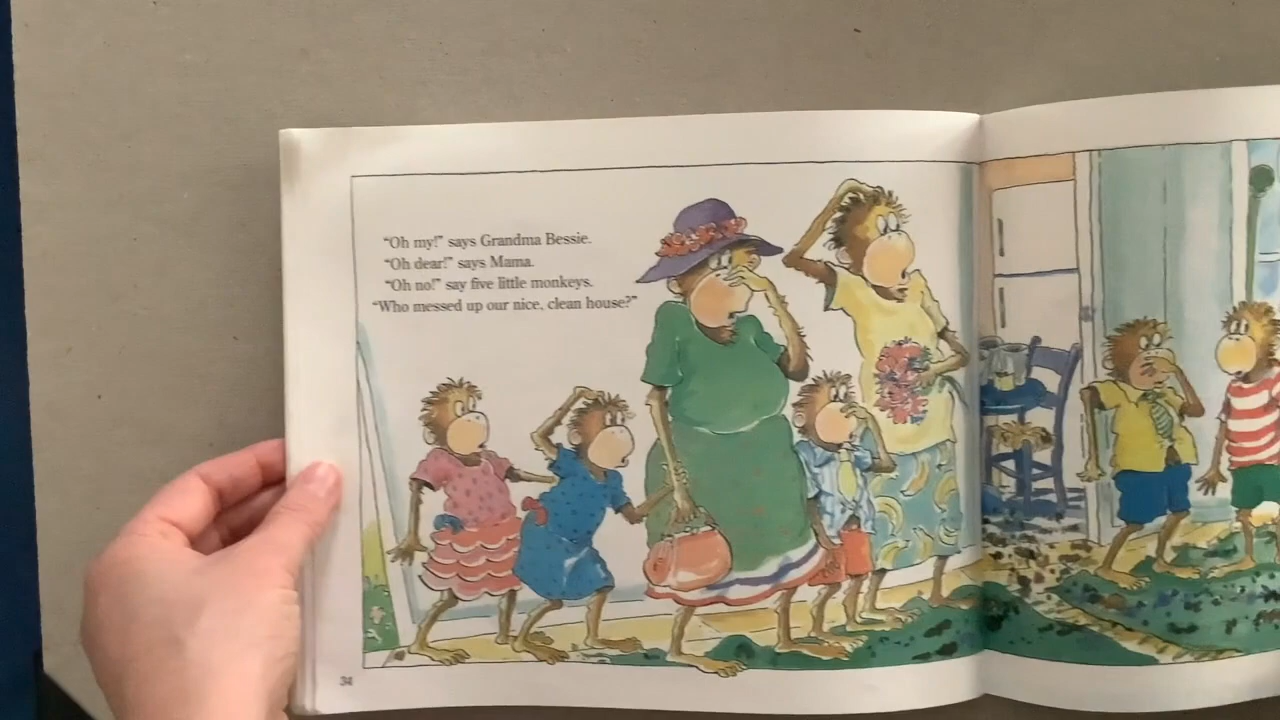 “Oh my!” says Grandma Bessie.
“Oh dear!” says Mama.
“Oh no!” say five little monkeys.
“Who messed up our nice, clean house?”
34